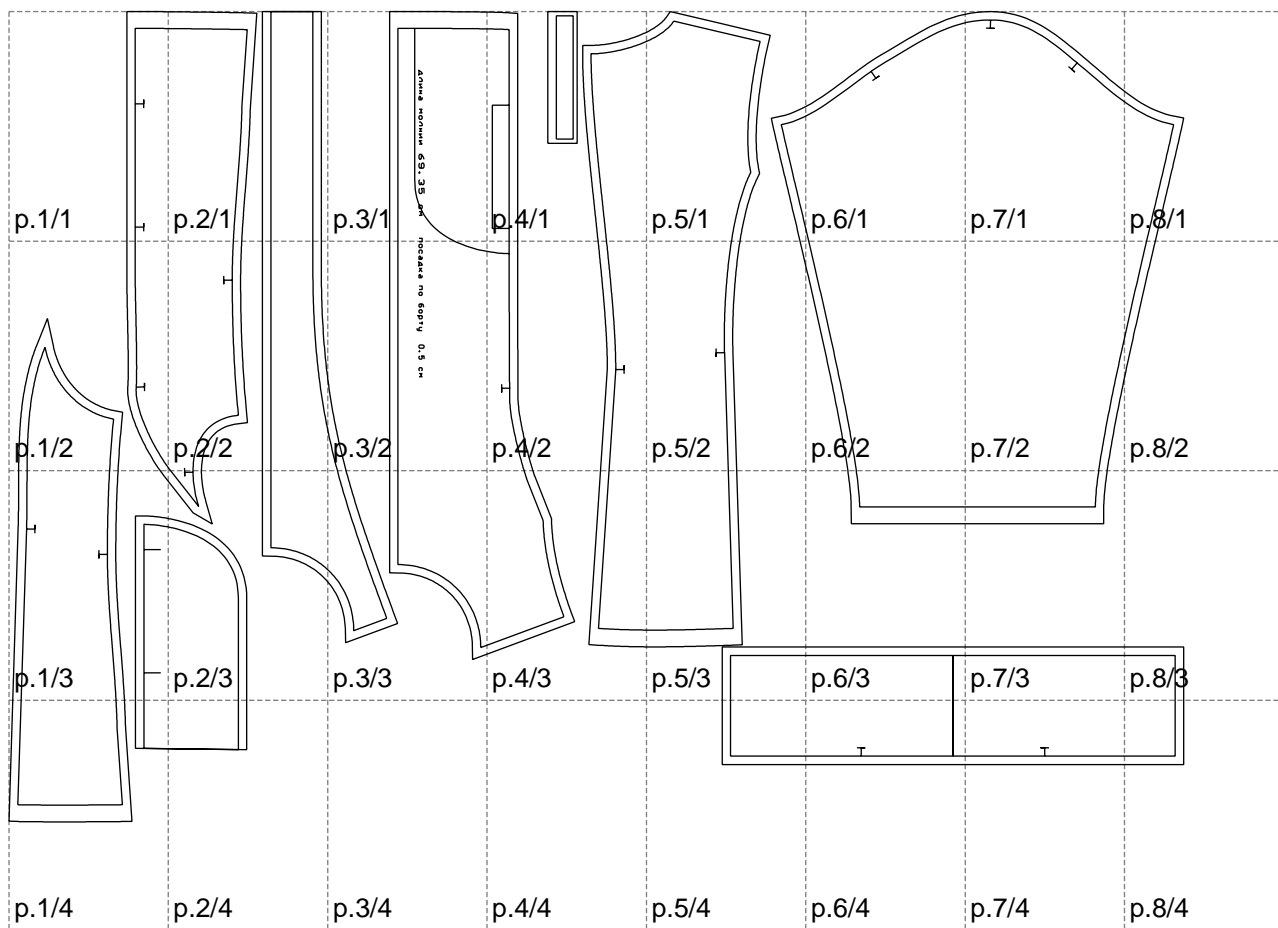 длина молнии 69.35 см посадка по борту 0.5 см
p.1/1 p.2/1 p.3/1 p.4/1 p.5/1 p.6/1 p.7/1 p.8/1
p.1/2 p.2/2 p.3/2 p.4/2 p.5/2 p.6/2 p.7/2 p.8/2
p.1/3 p.2/3 p.3/3 p.4/3 p.5/3 p.6/3 p.7/3 p.8/3
p.1/4 p.2/4 p.3/4 p.4/4 p.5/4 p.6/4 p.7/4 p.8/4